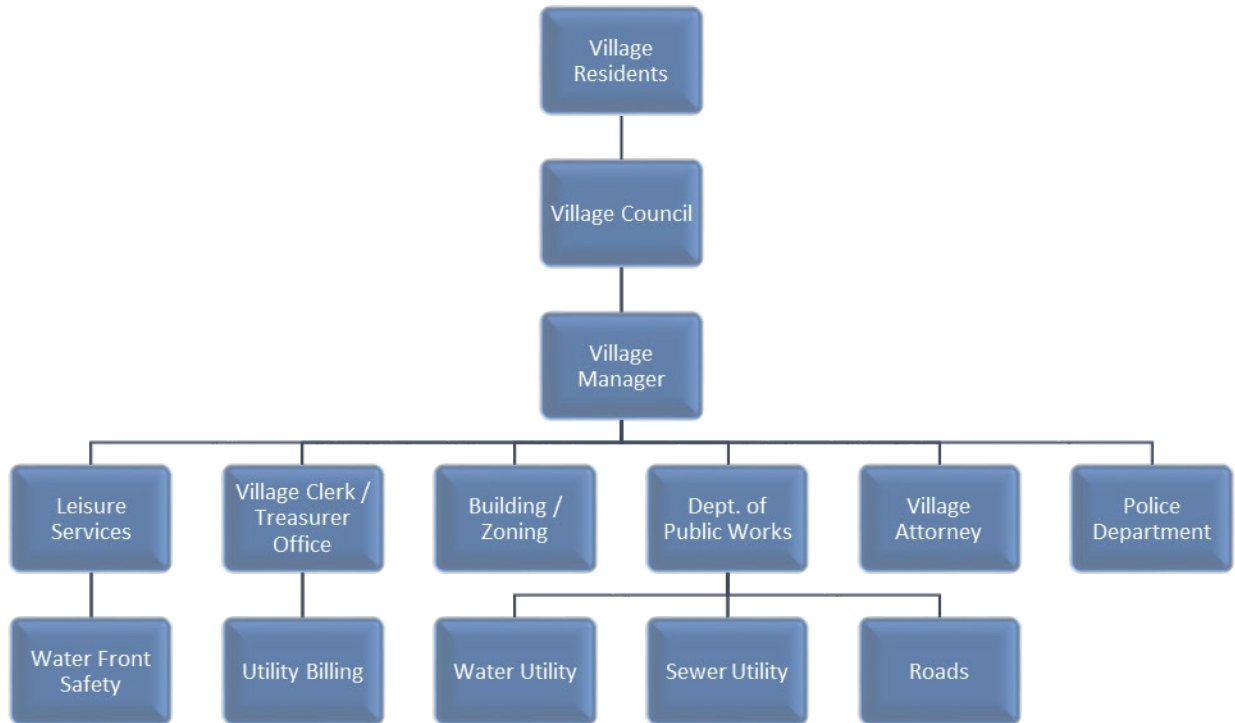 Village
Residents
Village Council
Village
Manager
Leisure
Services
Village Clerk /
Treasurer
Office
Building /
Zoning
Dept. of
Public Works
Village
Attorney
Police
Department
Water Front
Safety
Utility Billing
Water Utility
Sewer Utility
Roads